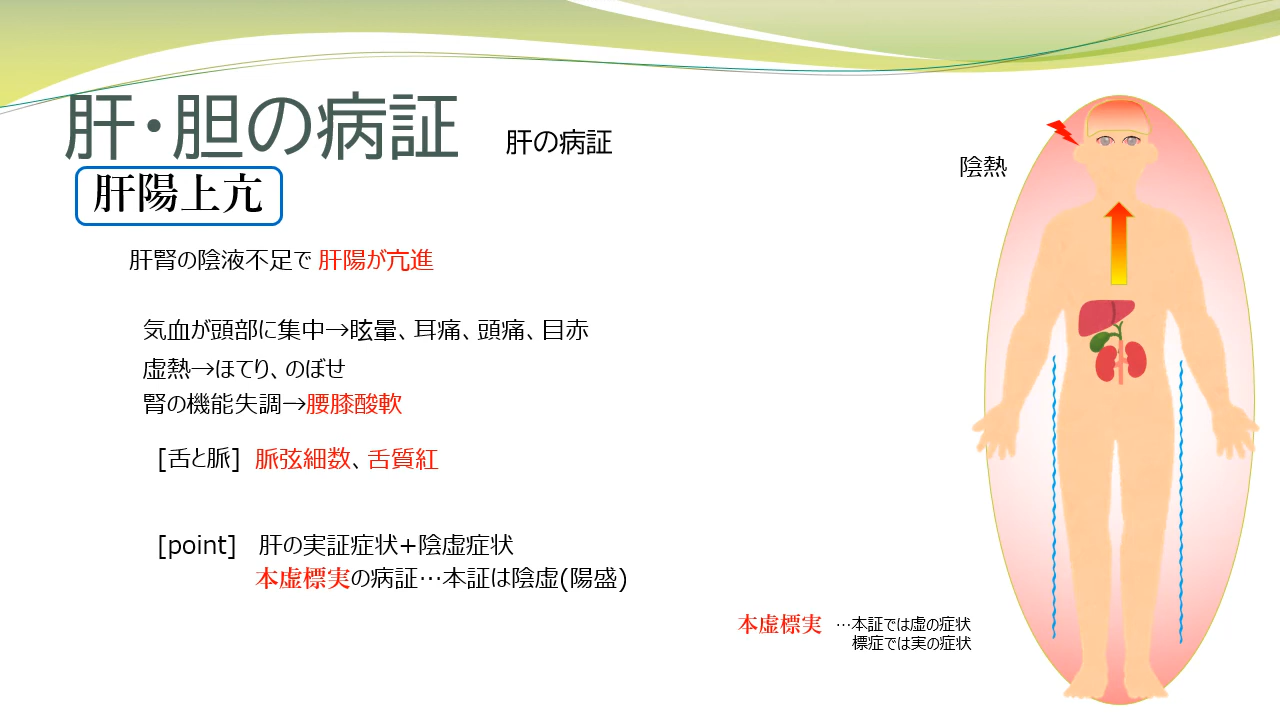 肝・胆の病証
肝の病証
肝陽上亢
陰熱
肝腎の陰液不足で 肝陽が亢進
気血が頭部に集中→眩暈、耳痛、頭痛、目赤
虚熱→ほてり、のぼせ
腎の機能失調→腰膝酸軟
[舌と脈] 脈弦細数、舌質紅
[point] 肝の実証症状+陰虚症状
本虚標実の病証…本証は陰虚(陽盛)
本虚標実 …本証では虚の症状
標症では実の症状